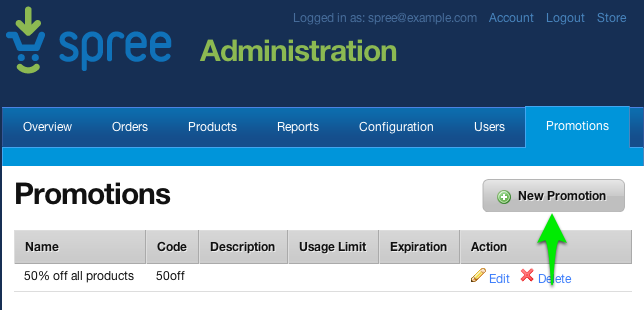 Logged in as: spree@example.com Account Logout Store
spree Administration
Overview Orders Products Reports Configuration Users Promotions
Promotions
New Promotion
Name Code Description Usage Limit Expiration Action
50% off all products 50off Edit Delete